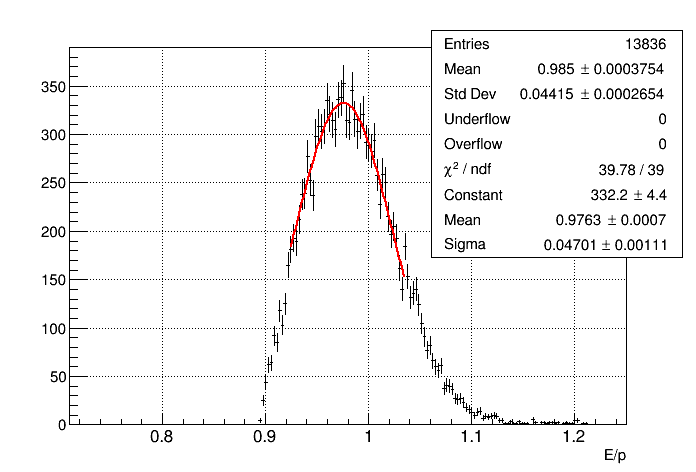 Entries 13836
Mean 0.985 ± 0.0003754
Std Dev 0.04415 ± 0.0002654
Underflow 0
Overflow 0
χ² / ndf 39.78 / 39
Constant 332.2 ± 4.4
Mean 0.9763 ± 0.0007
Sigma 0.04701 ± 0.00111
350
300
250
200
150
100
50
0
0.8 0.9 1 1.1 1.2
E/p